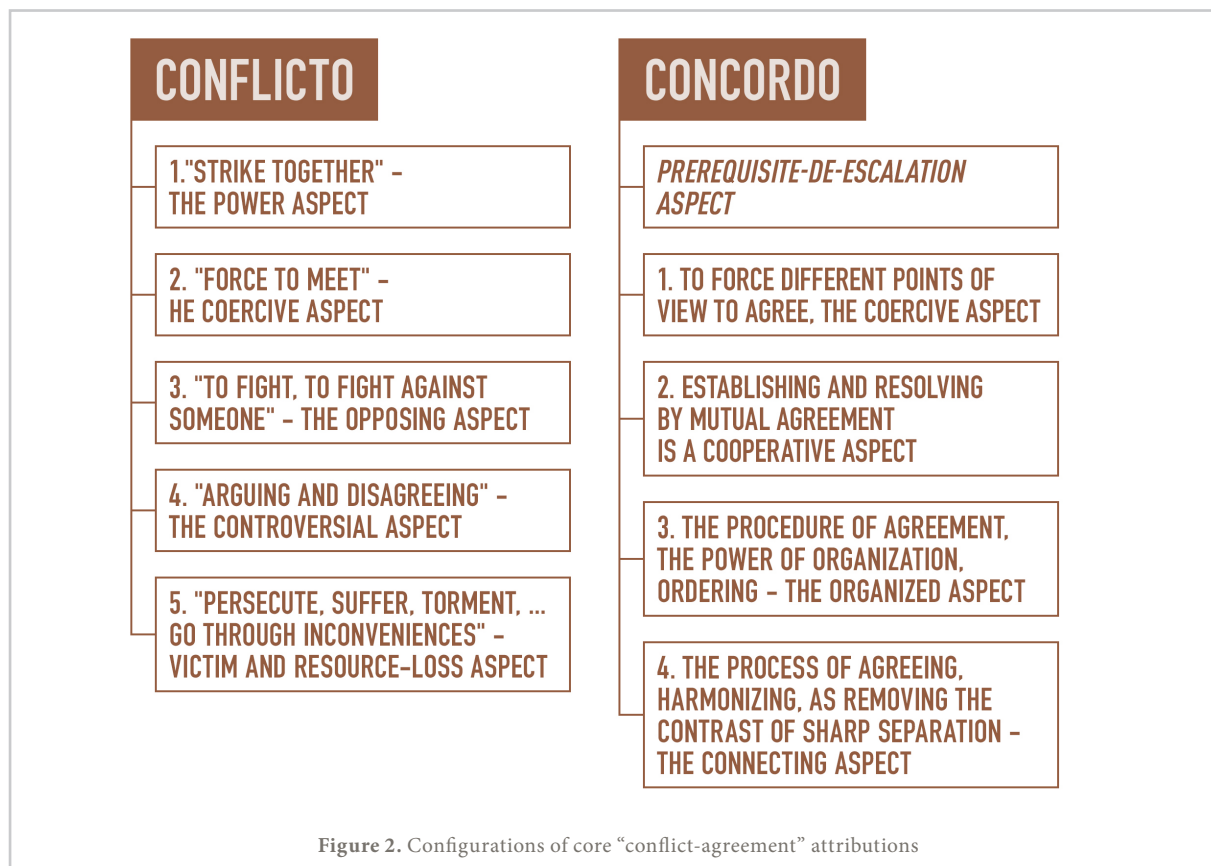 CONFLICTO
1."STRIKE TOGETHER" –
THE POWER ASPECT
2. "FORCE TO MEET" –
HE COERCIVE ASPECT
3. "TO FIGHT, TO FIGHT AGAINST
SOMEONE" – THE OPPOSING ASPECT
4. "ARGUING AND DISAGREEING" –
THE CONTROVERSIAL ASPECT
5. "PERSECUTE, SUFFER, TORMENT, ...
GO THROUGH INCONVENIENCES" –
VICTIM AND RESOURCE-LOSS ASPECT
CONCORDO
PREREQUISITE-DE-ESCALATION
ASPECT
1. TO FORCE DIFFERENT POINTS OF
VIEW TO AGREE, THE COERCIVE ASPECT
2. ESTABLISHING AND RESOLVING
BY MUTUAL AGREEMENT
IS A COOPERATIVE ASPECT
3. THE PROCEDURE OF AGREEMENT,
THE POWER OF ORGANIZATION,
ORDERING – THE ORGANIZED ASPECT
4. THE PROCESS OF AGREEING,
HARMONIZING, AS REMOVING THE
CONTRAST OF SHARP SEPARATION –
THE CONNECTING ASPECT
Figure 2. Configurations of core “conflict-agreement” attributions